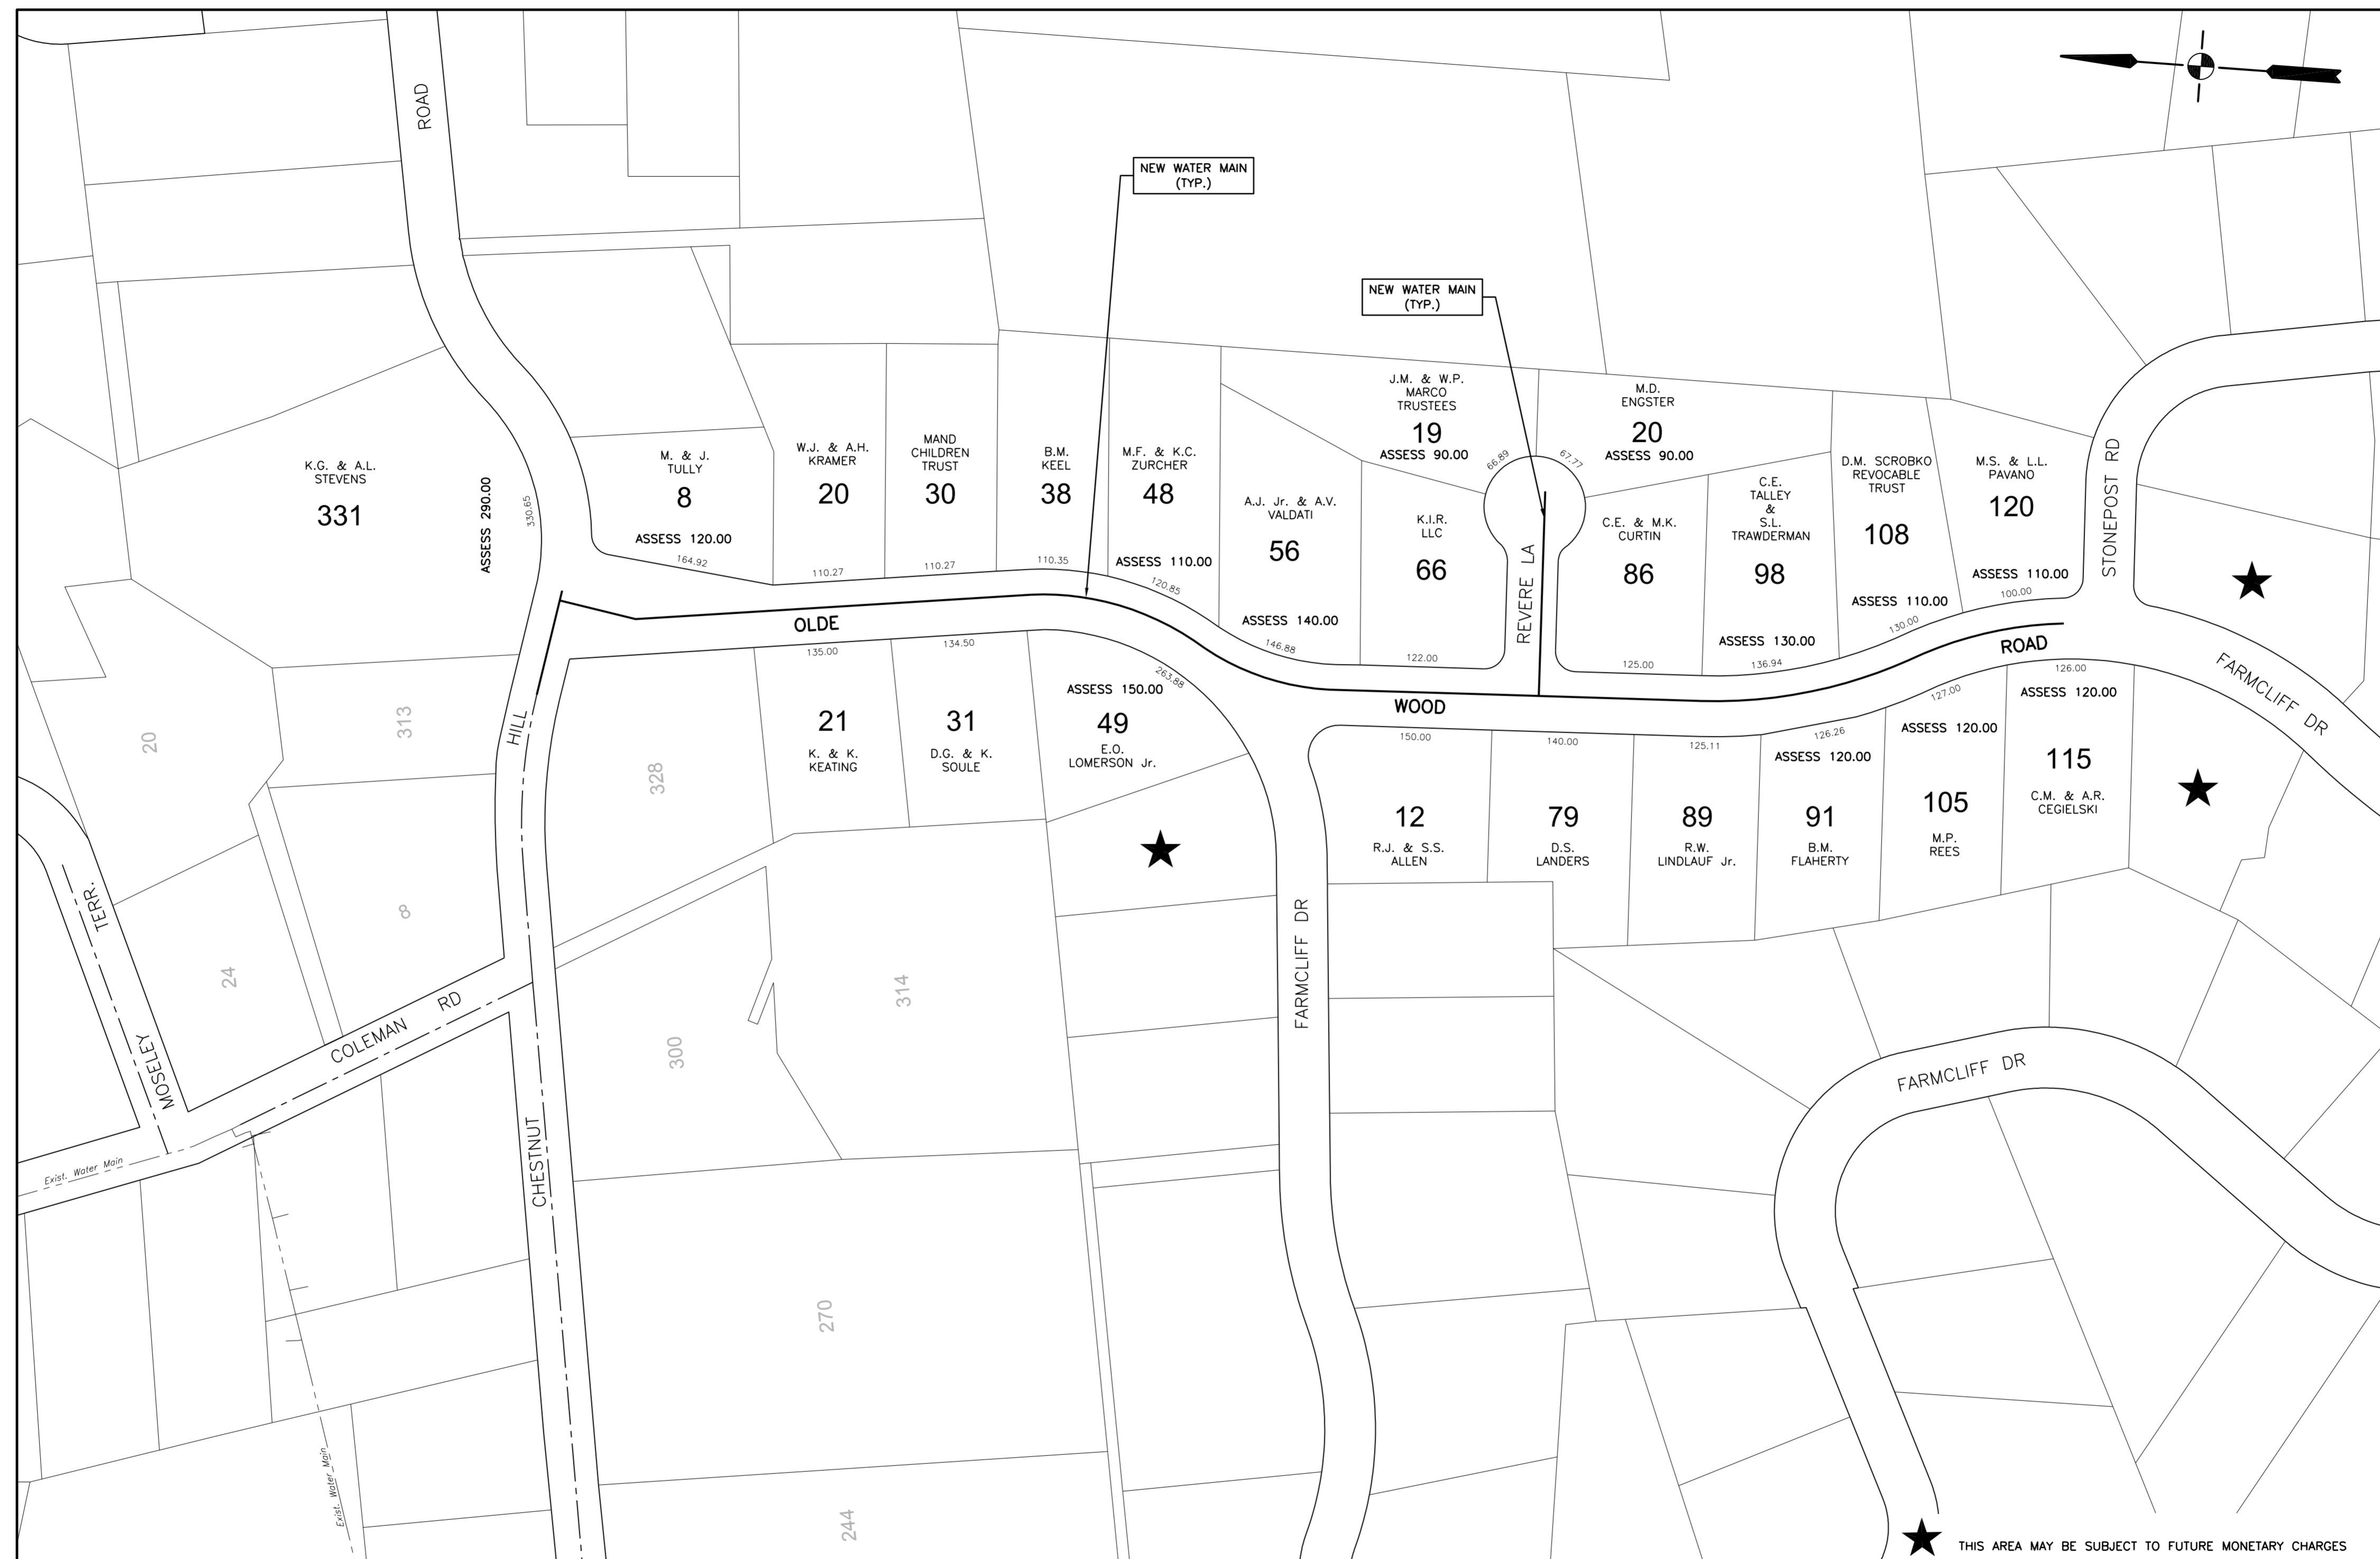 ROAD
NEW WATER MAIN
(TYP.)
NEW WATER MAIN
(TYP.)
K.G. & A.L.
STEVENS
331
ASSESS 290.00
330.65
M. & J.
TULLY
8
ASSESS 120.00
164.92
W.J. & A.H.
KRAMER
20
110.27
MAND
CHILDREN
TRUST
30
110.27
B.M.
KEEL
38
110.35
M.F. & K.C.
ZURCHER
48
ASSESS 110.00
120.85
A.J. Jr. & A.V.
VALDATI
56
ASSESS 140.00
146.88
J.M. & W.P.
MARCO
TRUSTEES
19
ASSESS 90.00
66.89
K.I.R.
LLC
66
122.00
REVERE LA
M.D.
ENGSTER
20
ASSESS 90.00
67.77
C.E. & M.K.
CURTIN
86
125.00
C.E.
TALLEY
&
S.L.
TRAWDERMAN
98
ASSESS 130.00
136.94
D.M. SCROBKO
REVOCABLE
TRUST
108
ASSESS 110.00
130.00
M.S. & L.L.
PAVANO
120
ASSESS 110.00
100.00
STONEPOST RD
OLDE
WOOD
ROAD
FARMCLIFF DR
135.00
21
K. & K.
KEATING
134.50
31
D.G. & K.
SOULE
263.88
ASSESS 150.00
49
E.O.
LOMERSON Jr.
150.00
12
R.J. & S.S.
ALLEN
140.00
79
D.S.
LANDERS
125.11
89
R.W.
LINDLAUF Jr.
126.26
ASSESS 120.00
91
B.M.
FLAHERTY
127.00
ASSESS 120.00
105
M.P.
REES
126.00
ASSESS 120.00
115
C.M. & A.R.
CEGIELSKI
20
313
HILL
328
8
24
TERR.
MOSELEY
COLEMAN RD
300
314
FARMCLIFF DR
FARMCLIFF DR
CHESTNUT
Exist. Water Main
270
Exist. Water Main
244
THIS AREA MAY BE SUBJECT TO FUTURE MONETARY CHARGES